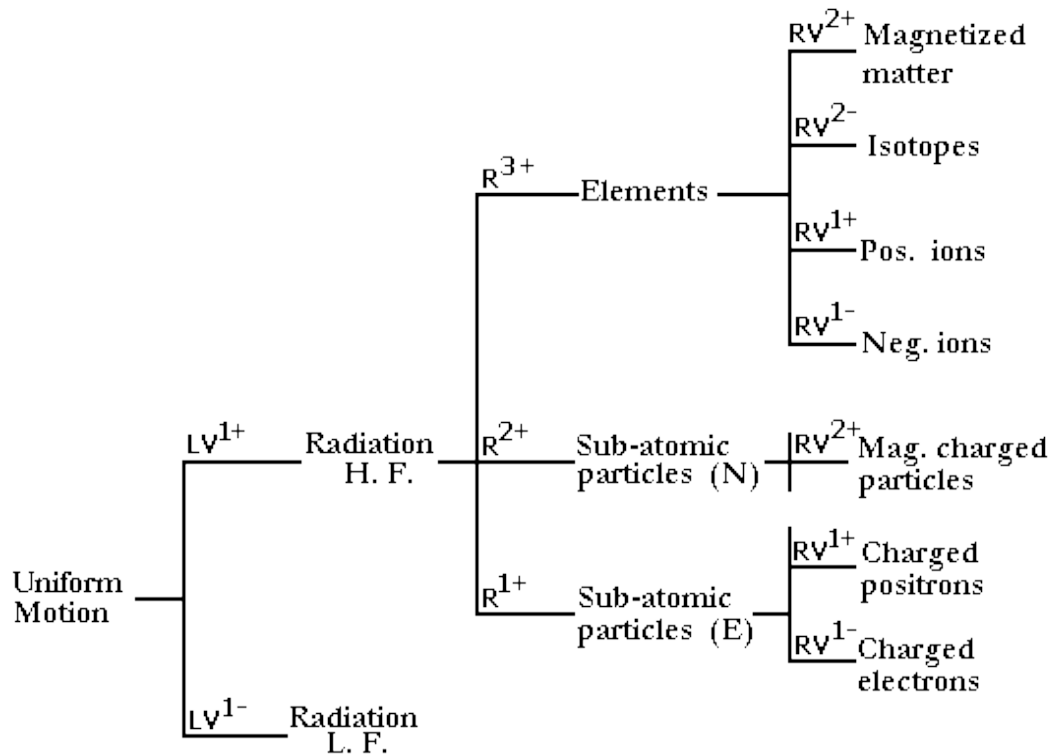 RV2+ Magnetized
matter
RV2- Isotopes
R3+ Elements
RV1+ Pos. ions
RV1- Neg. ions
LV1+ Radiation
H. F.
R2+ Sub-atomic
particles (N)
RV2+ Mag. charged
particles
Uniform
Motion
R1+ Sub-atomic
particles (E)
RV1+ Charged
positrons
RV1- Charged
electrons
LV1- Radiation
L. F.